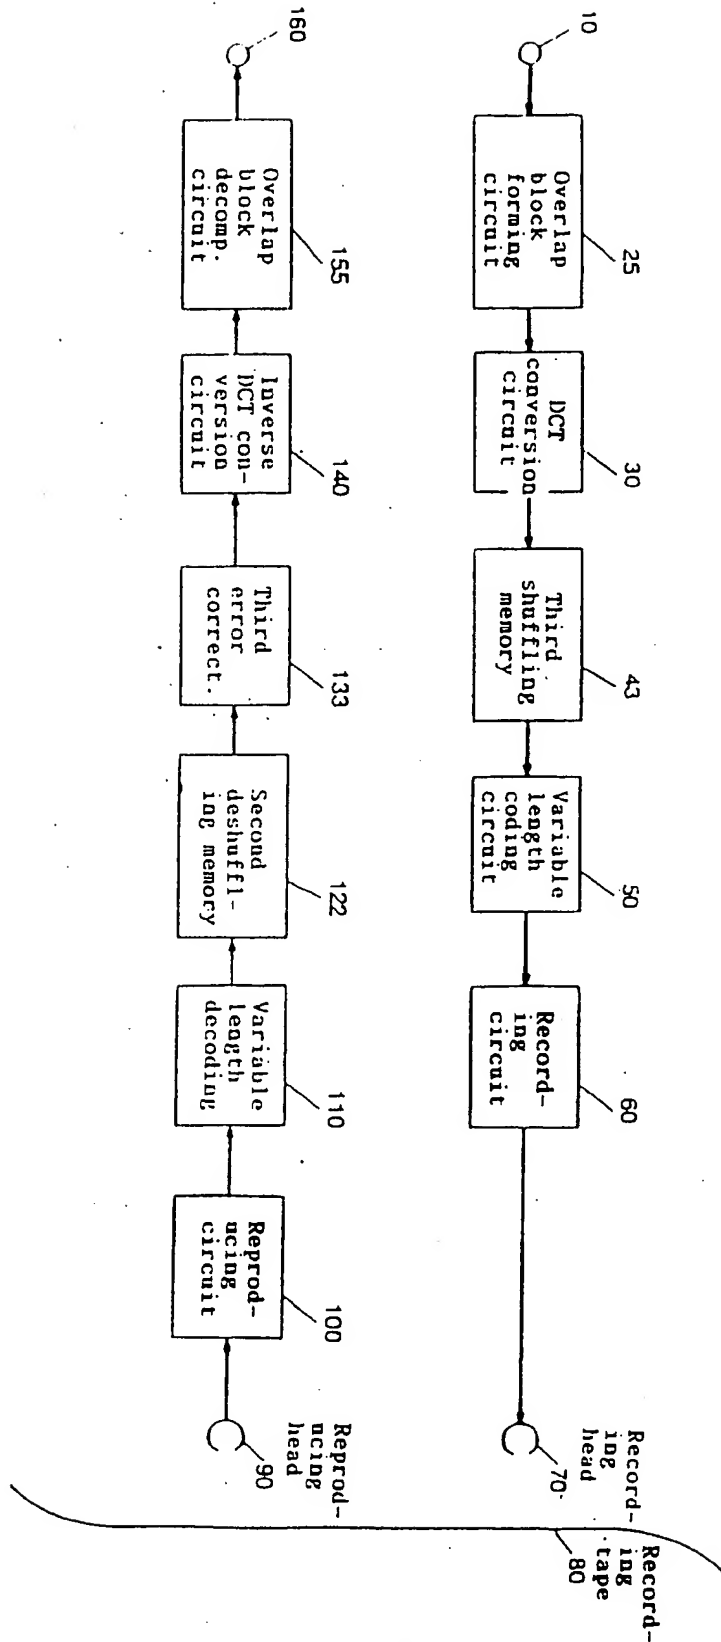 10
Overlap
block
forming
circuit
25
DCT
conversion
circuit
30
Third
shuffling
memory
43
Variable
length
coding
circuit
50
Record-
ing
circuit
60
Record-
ing
head
70
Record-
ing
tape
80
160
Overlap
block
decomp.
circuit
155
Inverse
DCT con-
version
circuit
140
Third
error
correct.
133
Second
deshuffl-
ing memory
122
Variable
length
decoding
110
Reprod-
ucing
circuit
100
Reprod-
ucing
head
90